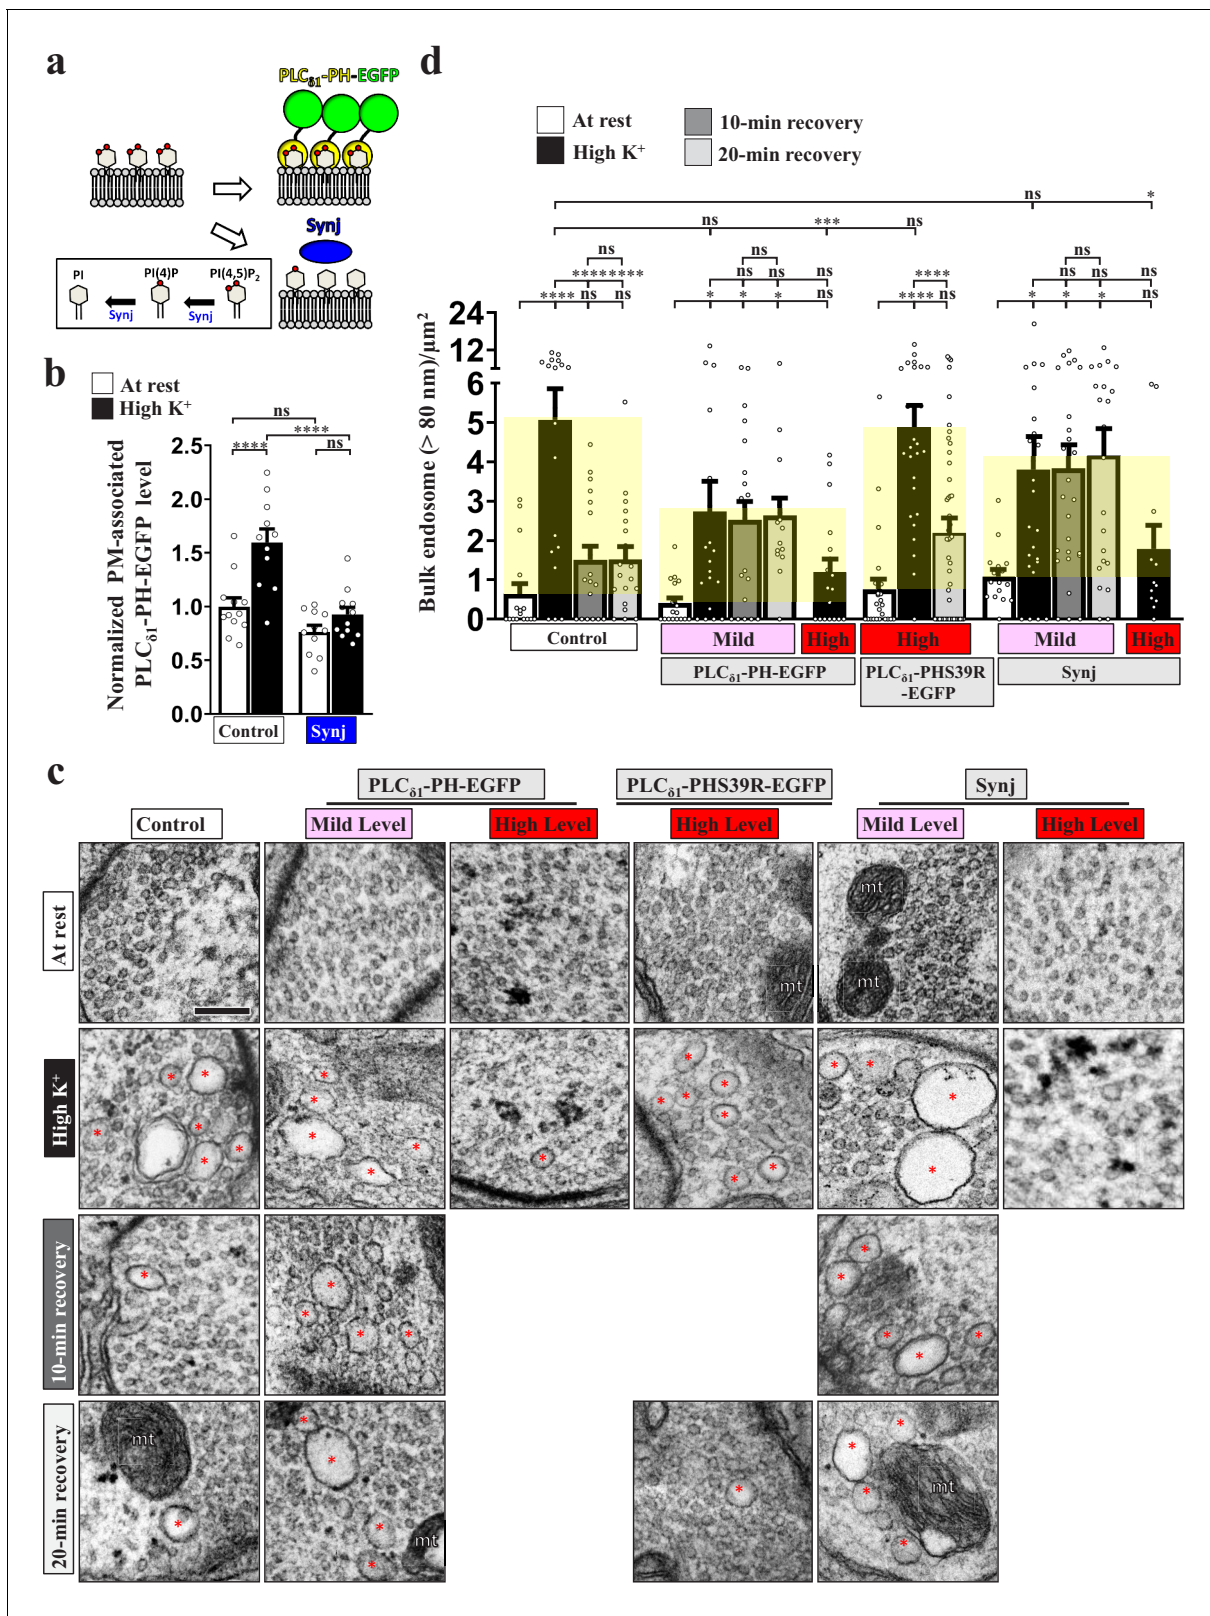 a
PLCδ1-PH-EGFP
Synj
PI
PI(4)P
PI(4,5)P2
Synj
Synj
b
At rest
High K+
ns
****
****
ns
Normalized PM-associated
PLCδ1-PH-EGFP level
2.5
2.0
1.5
1.0
0.5
0.0
Control
Synj
d
At rest
High K+
10-min recovery
20-min recovery
ns
*
ns
***
ns
ns
********
****
ns
ns
ns
ns
ns
ns
*
*
*
ns
****
****
ns
ns
ns
ns
ns
*
*
*
ns
Bulk endosome (> 80 nm)/μm2
24
12
6
5
4
3
2
1
0
Control
Mild
High
High
Mild
High
PLCδ1-PH-EGFP
PLCδ1-PHS39R
-EGFP
Synj
c
PLCδ1-PH-EGFP
PLCδ1-PHS39R-EGFP
Synj
Control
Mild Level
High Level
High Level
Mild Level
High Level
At rest
mt
mt
mt
High K+
10-min recovery
20-min recovery
mt
mt
mt